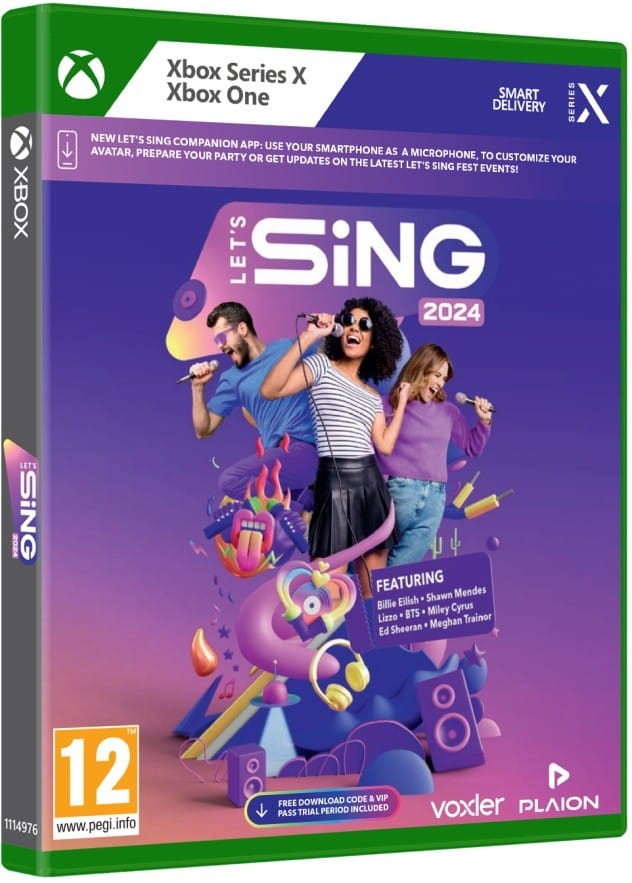 Xbox Series X
Xbox One
SMART
DELIVERY
SERIES
X
NEW LET'S SING COMPANION APP: USE YOUR SMARTPHONE AS A MICROPHONE, TO CUSTOMIZE YOUR
AVATAR, PREPARE YOUR PARTY OR GET UPDATES ON THE LATEST LET'S SING FEST EVENTS!
XBOX
LET'S
SiNG
2024
LET'S
SiNG
2024
FEATURING
Billie Eilish • Shawn Mendes
Lizzo • BTS • Miley Cyrus
Ed Sheeran • Meghan Trainor
12
TM
www.pegi.info
1114976
FREE DOWNLOAD CODE & VIP
PASS TRIAL PERIOD INCLUDED
voxler
PLAION